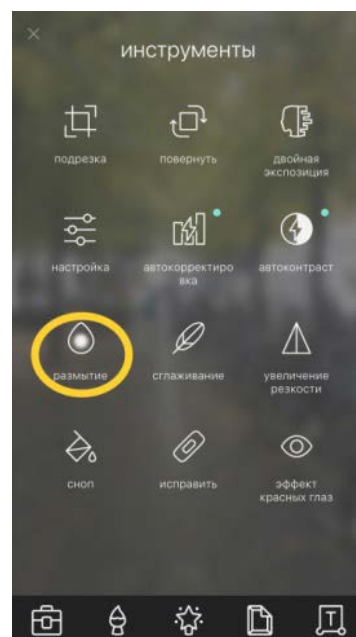 инструменты
подрезка
повернуть
двойная
экспозиция
настройка
автокорректиро
вка
автоконтраст
размытие
сглаживание
увеличение
резкости
сноп
исправить
эффект
красных глаз
T